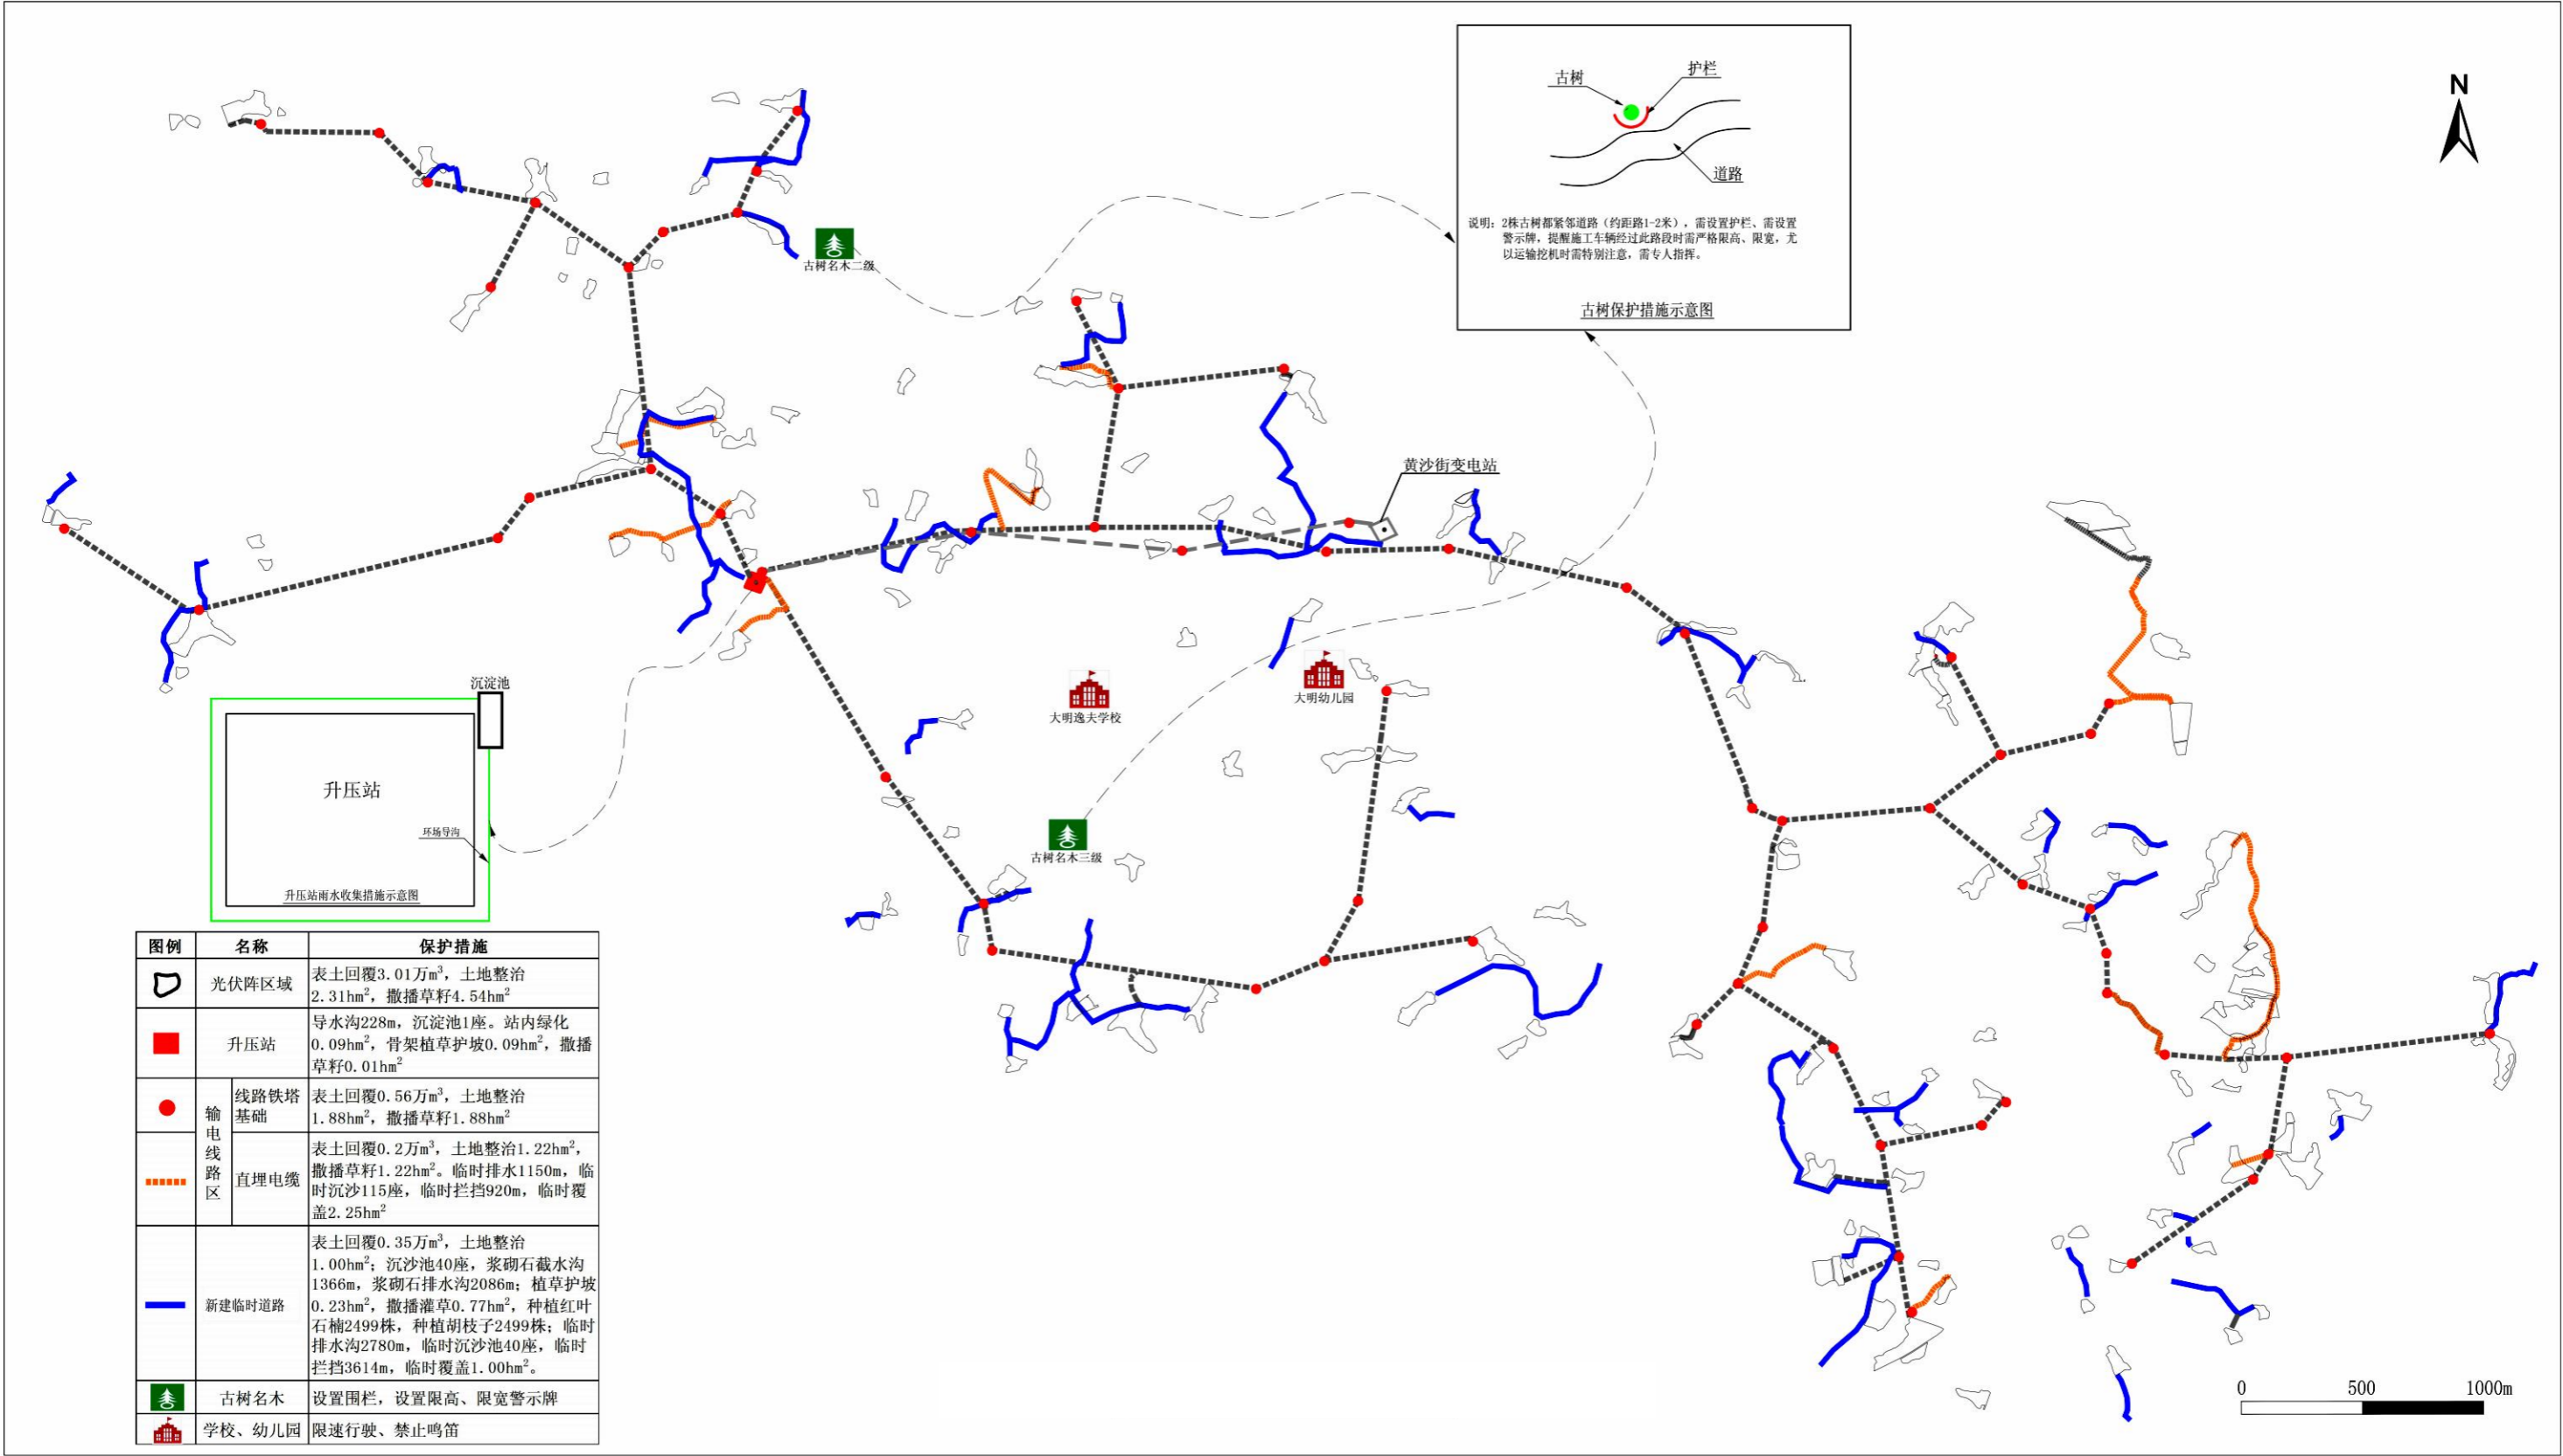 古树
护栏
道路
说明：2株古树都紧邻道路（约距路1-2米），需设置护栏、需设置
警示牌，提醒施工车辆经过此路段时需严格限高、限宽，尤
以运输挖机时需特别注意，需专人指挥。
古树保护措施示意图
N
古树名木二级
黄沙街变电站
大明逸夫学校
大明幼儿园
古树名木三级
沉淀池
升压站
环场导沟
升压站雨水收集措施示意图
图例 名称 保护措施
光伏阵区域
表土回覆3.01万m³，土地整治
2.31hm²，撒播草籽4.54hm²
升压站
导水沟228m，沉淀池1座。站内绿化
0.09hm²，骨架植草护坡0.09hm²，撒播
草籽0.01hm²
输电线路区
线路铁塔
基础
表土回覆0.56万m³，土地整治
1.88hm²，撒播草籽1.88hm²
直埋电缆
表土回覆0.2万m³，土地整治1.22hm²，
撒播草籽1.22hm²。临时排水1150m，临
时沉沙115座，临时拦挡920m，临时覆
盖2.25hm²
新建临时道路
表土回覆0.35万m³，土地整治
1.00hm²；沉沙池40座，浆砌石截水沟
1366m，浆砌石排水沟2086m；植草护坡
0.23hm²，撒播灌草0.77hm²，种植红叶
石楠2499株，种植胡枝子2499株；临时
排水沟2780m，临时沉沙池40座，临时
拦挡3614m，临时覆盖1.00hm²。
古树名木 设置围栏，设置限高、限宽警示牌
学校、幼儿园 限速行驶、禁止鸣笛
0 500 1000m